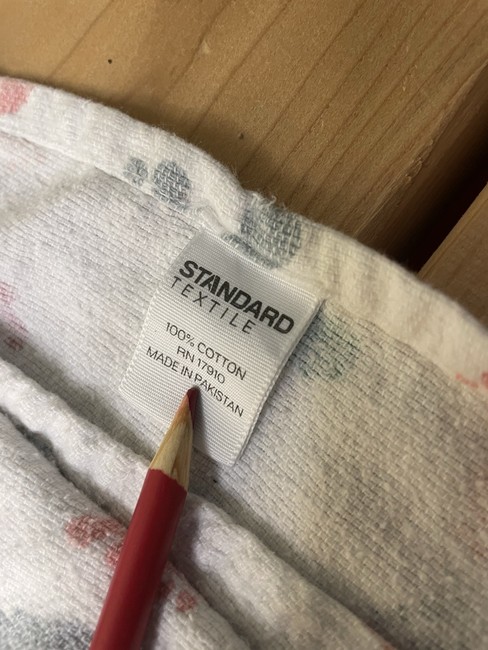 STANDARD
TEXTILE
100% COTTON
RN 17910
MADE IN PAKISTAN